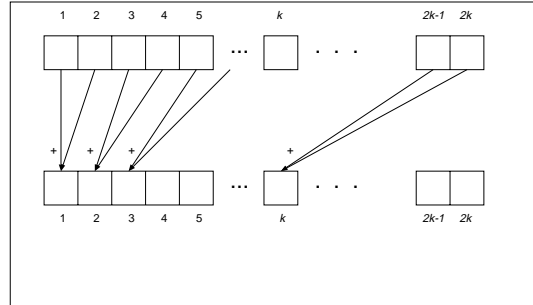 1 2 3 4 5 k 2k-1 2k
... . . .
+ + + +
... . . .
1 2 3 4 5 k 2k-1 2k